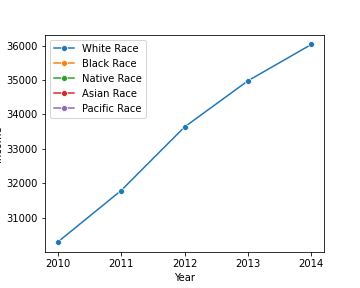 36000
35000
34000
33000
32000
31000
White Race
Black Race
Native Race
Asian Race
Pacific Race
2010 2011 2012 2013 2014
Year